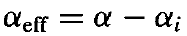 α_eff = α − α_i